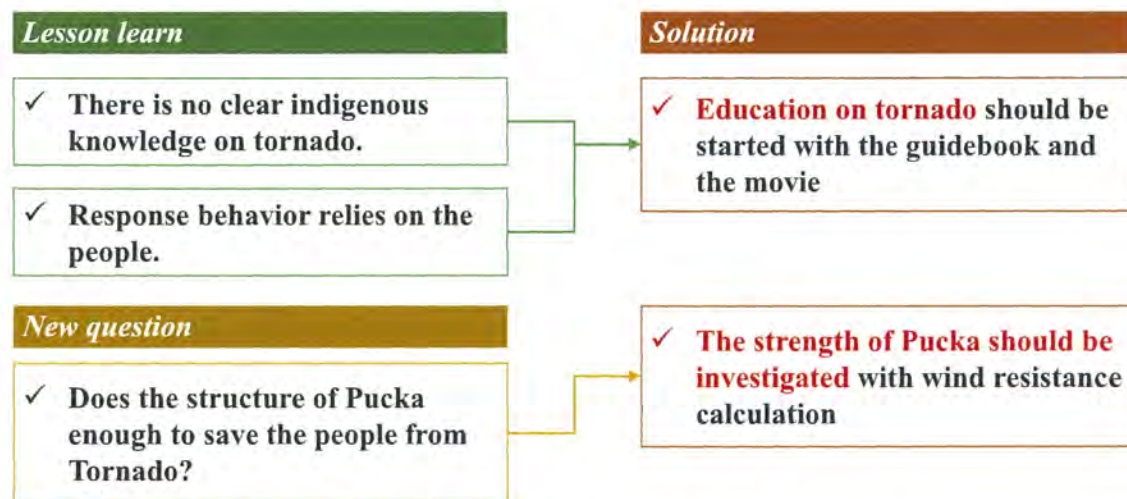 Lesson learn
✓ There is no clear indigenous
knowledge on tornado.
✓ Response behavior relies on the
people.
New question
✓ Does the structure of Pucka
enough to save the people from
Tornado?
Solution
✓ Education on tornado should be
started with the guidebook and
the movie
✓ The strength of Pucka should be
investigated with wind resistance
calculation